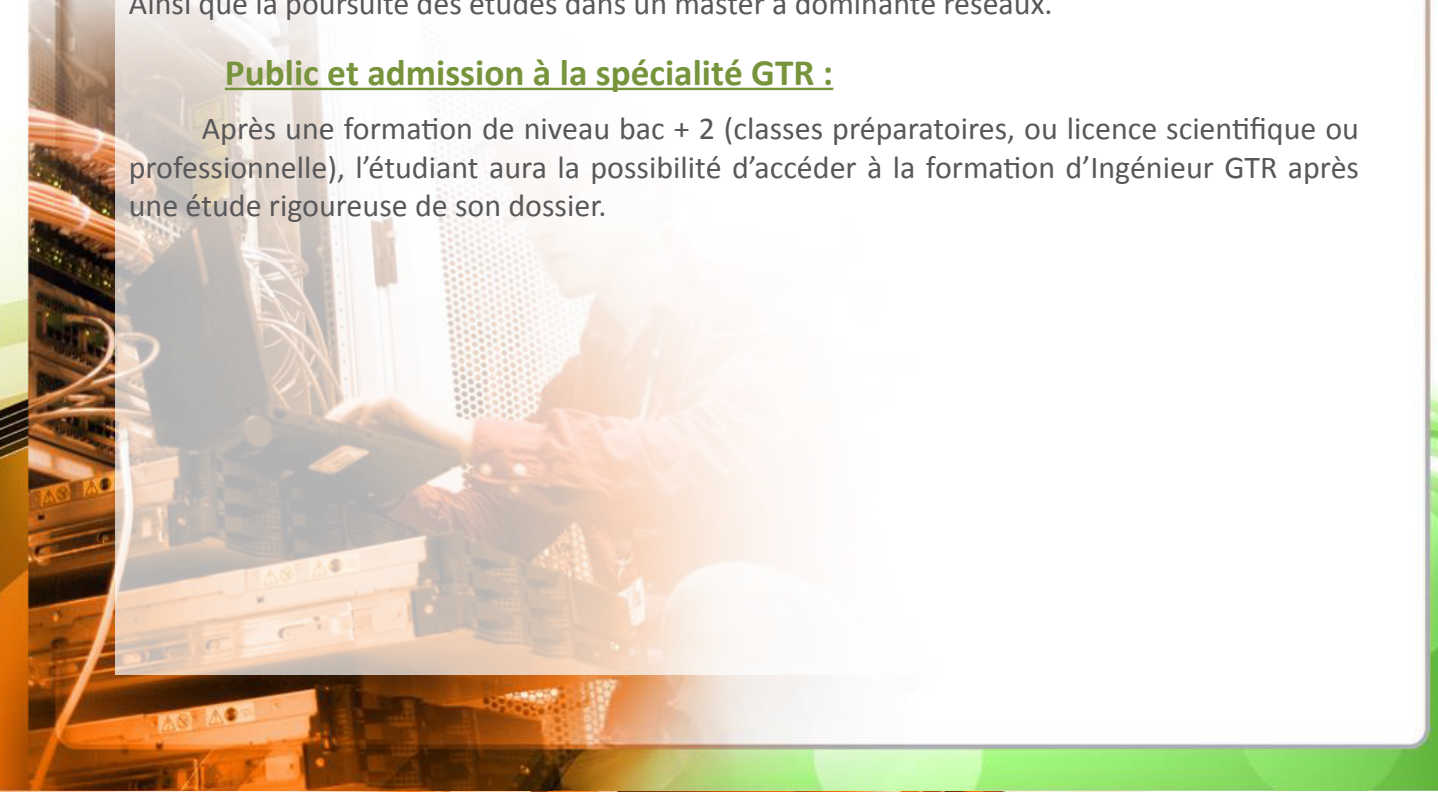 Ainsi que la poursuite des études dans un master à dominante réseaux.
Public et admission à la spécialité GTR :
Après une formation de niveau bac + 2 (classes préparatoires, ou licence scientifique ou
professionnelle), l’étudiant aura la possibilité d’accéder à la formation d’Ingénieur GTR après
une étude rigoureuse de son dossier.